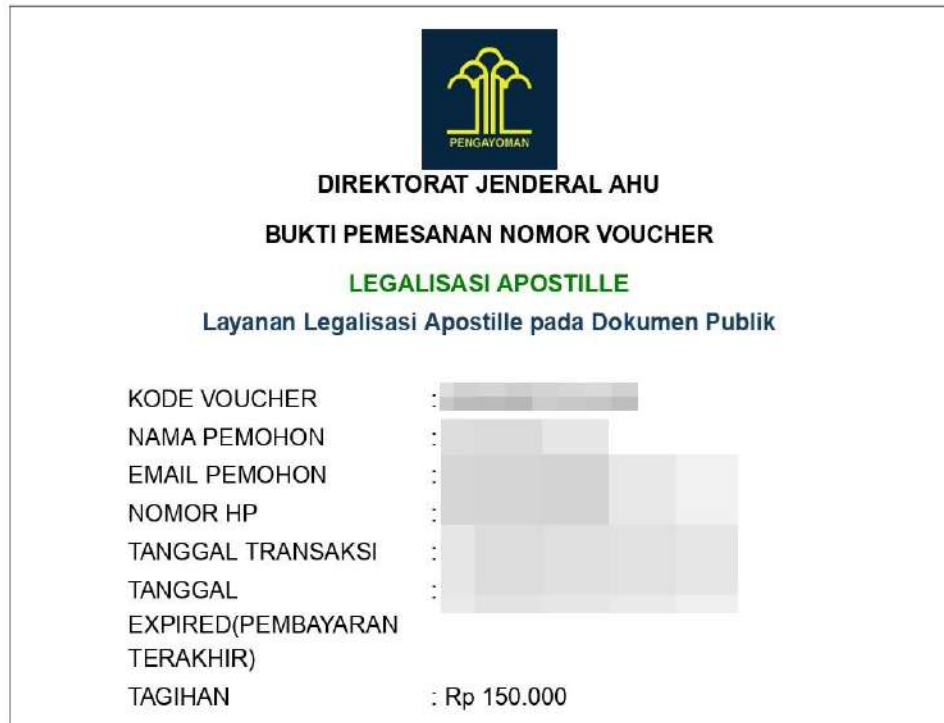 PENGAYOMAN
DIREKTORAT JENDERAL AHU
BUKTI PEMESANAN NOMOR VOUCHER
LEGALISASI APOSTILLE
Layanan Legalisasi Apostille pada Dokumen Publik
KODE VOUCHER :
NAMA PEMOHON :
EMAIL PEMOHON :
NOMOR HP :
TANGGAL TRANSAKSI :
TANGGAL :
EXPIRED(PEMBAYARAN
TERAKHIR)
TAGIHAN : Rp 150.000